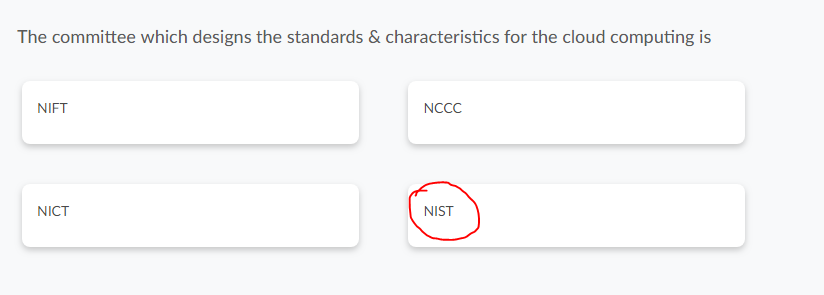 The committee which designs the standards & characteristics for the cloud computing is
NIFT
NCCC
NICT
NIST